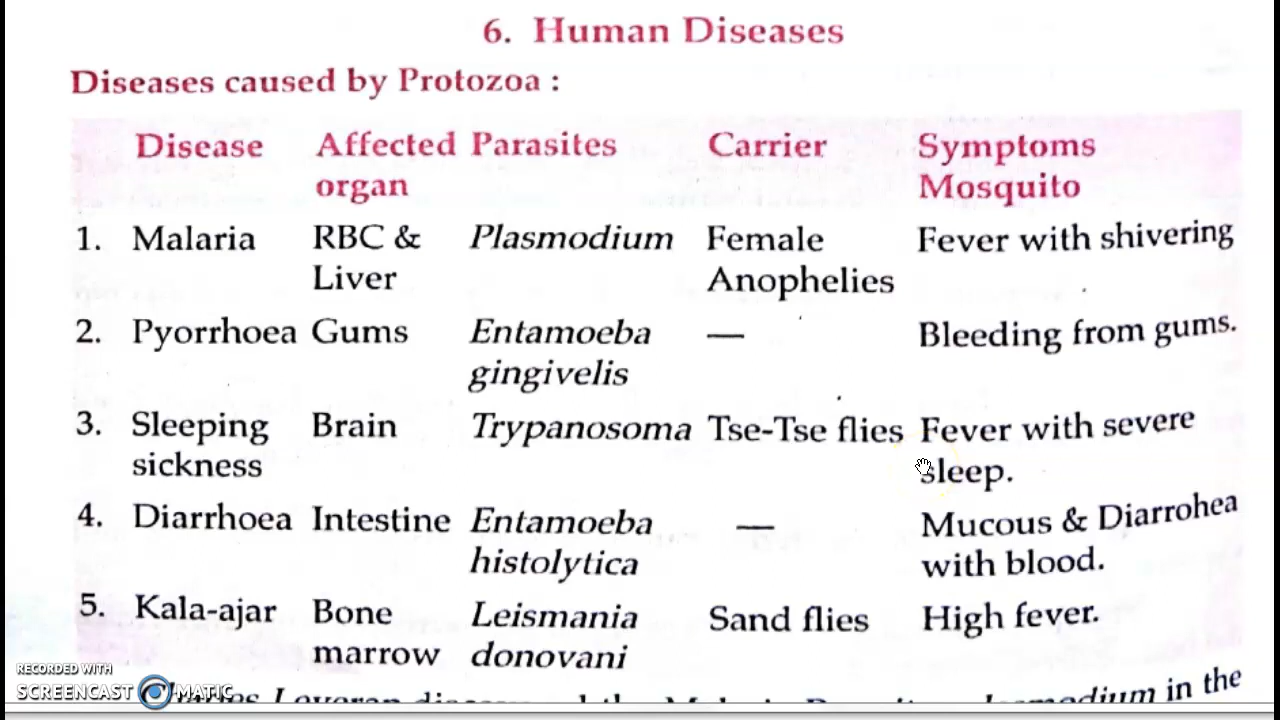 6. Human Diseases
Diseases caused by Protozoa :
Disease Affected Parasites Carrier Symptoms
organ Mosquito
1. Malaria RBC & Plasmodium Female Fever with shivering
Liver Anophelies
2. Pyorrhoea Gums Entamoeba — Bleeding from gums.
gingivelis
3. Sleeping Brain Trypanosoma Tse-Tse flies Fever with severe
sickness sleep.
4. Diarrhoea Intestine Entamoeba — Mucous & Diarrohea
histolytica with blood.
5. Kala-ajar Bone Leismania Sand flies High fever.
marrow donovani
RECORDED WITH
SCREENCAST MATIC
in the